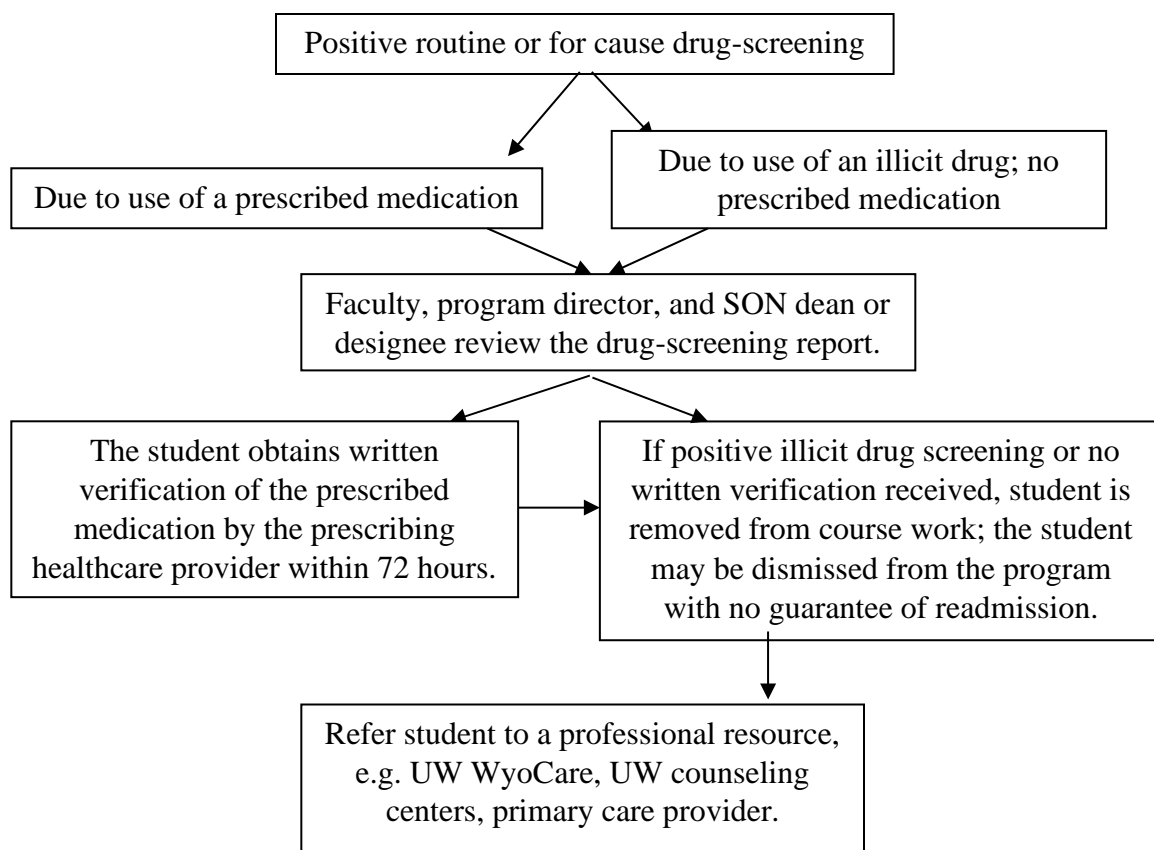 Positive routine or for cause drug-screening
Due to use of a prescribed medication
Due to use of an illicit drug; no
prescribed medication
Faculty, program director, and SON dean or
designee review the drug-screening report.
The student obtains written
verification of the prescribed
medication by the prescribing
healthcare provider within 72 hours.
If positive illicit drug screening or no
written verification received, student is
removed from course work; the student
may be dismissed from the program
with no guarantee of readmission.
Refer student to a professional resource,
e.g. UW WyoCare, UW counseling
centers, primary care provider.